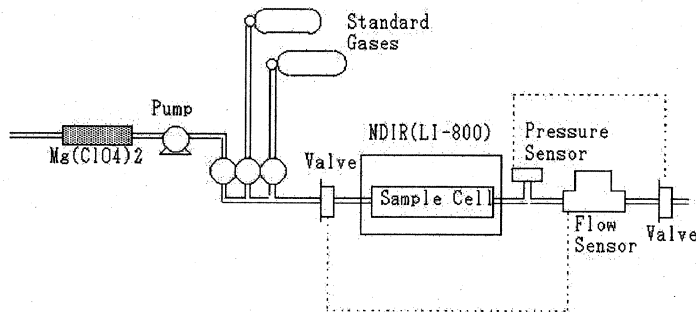 Standard
Gases
Pump
Mg(ClO4)2
NDIR(LI-800)
Valve
Sample Cell
Pressure
Sensor
Flow
Sensor
Valve